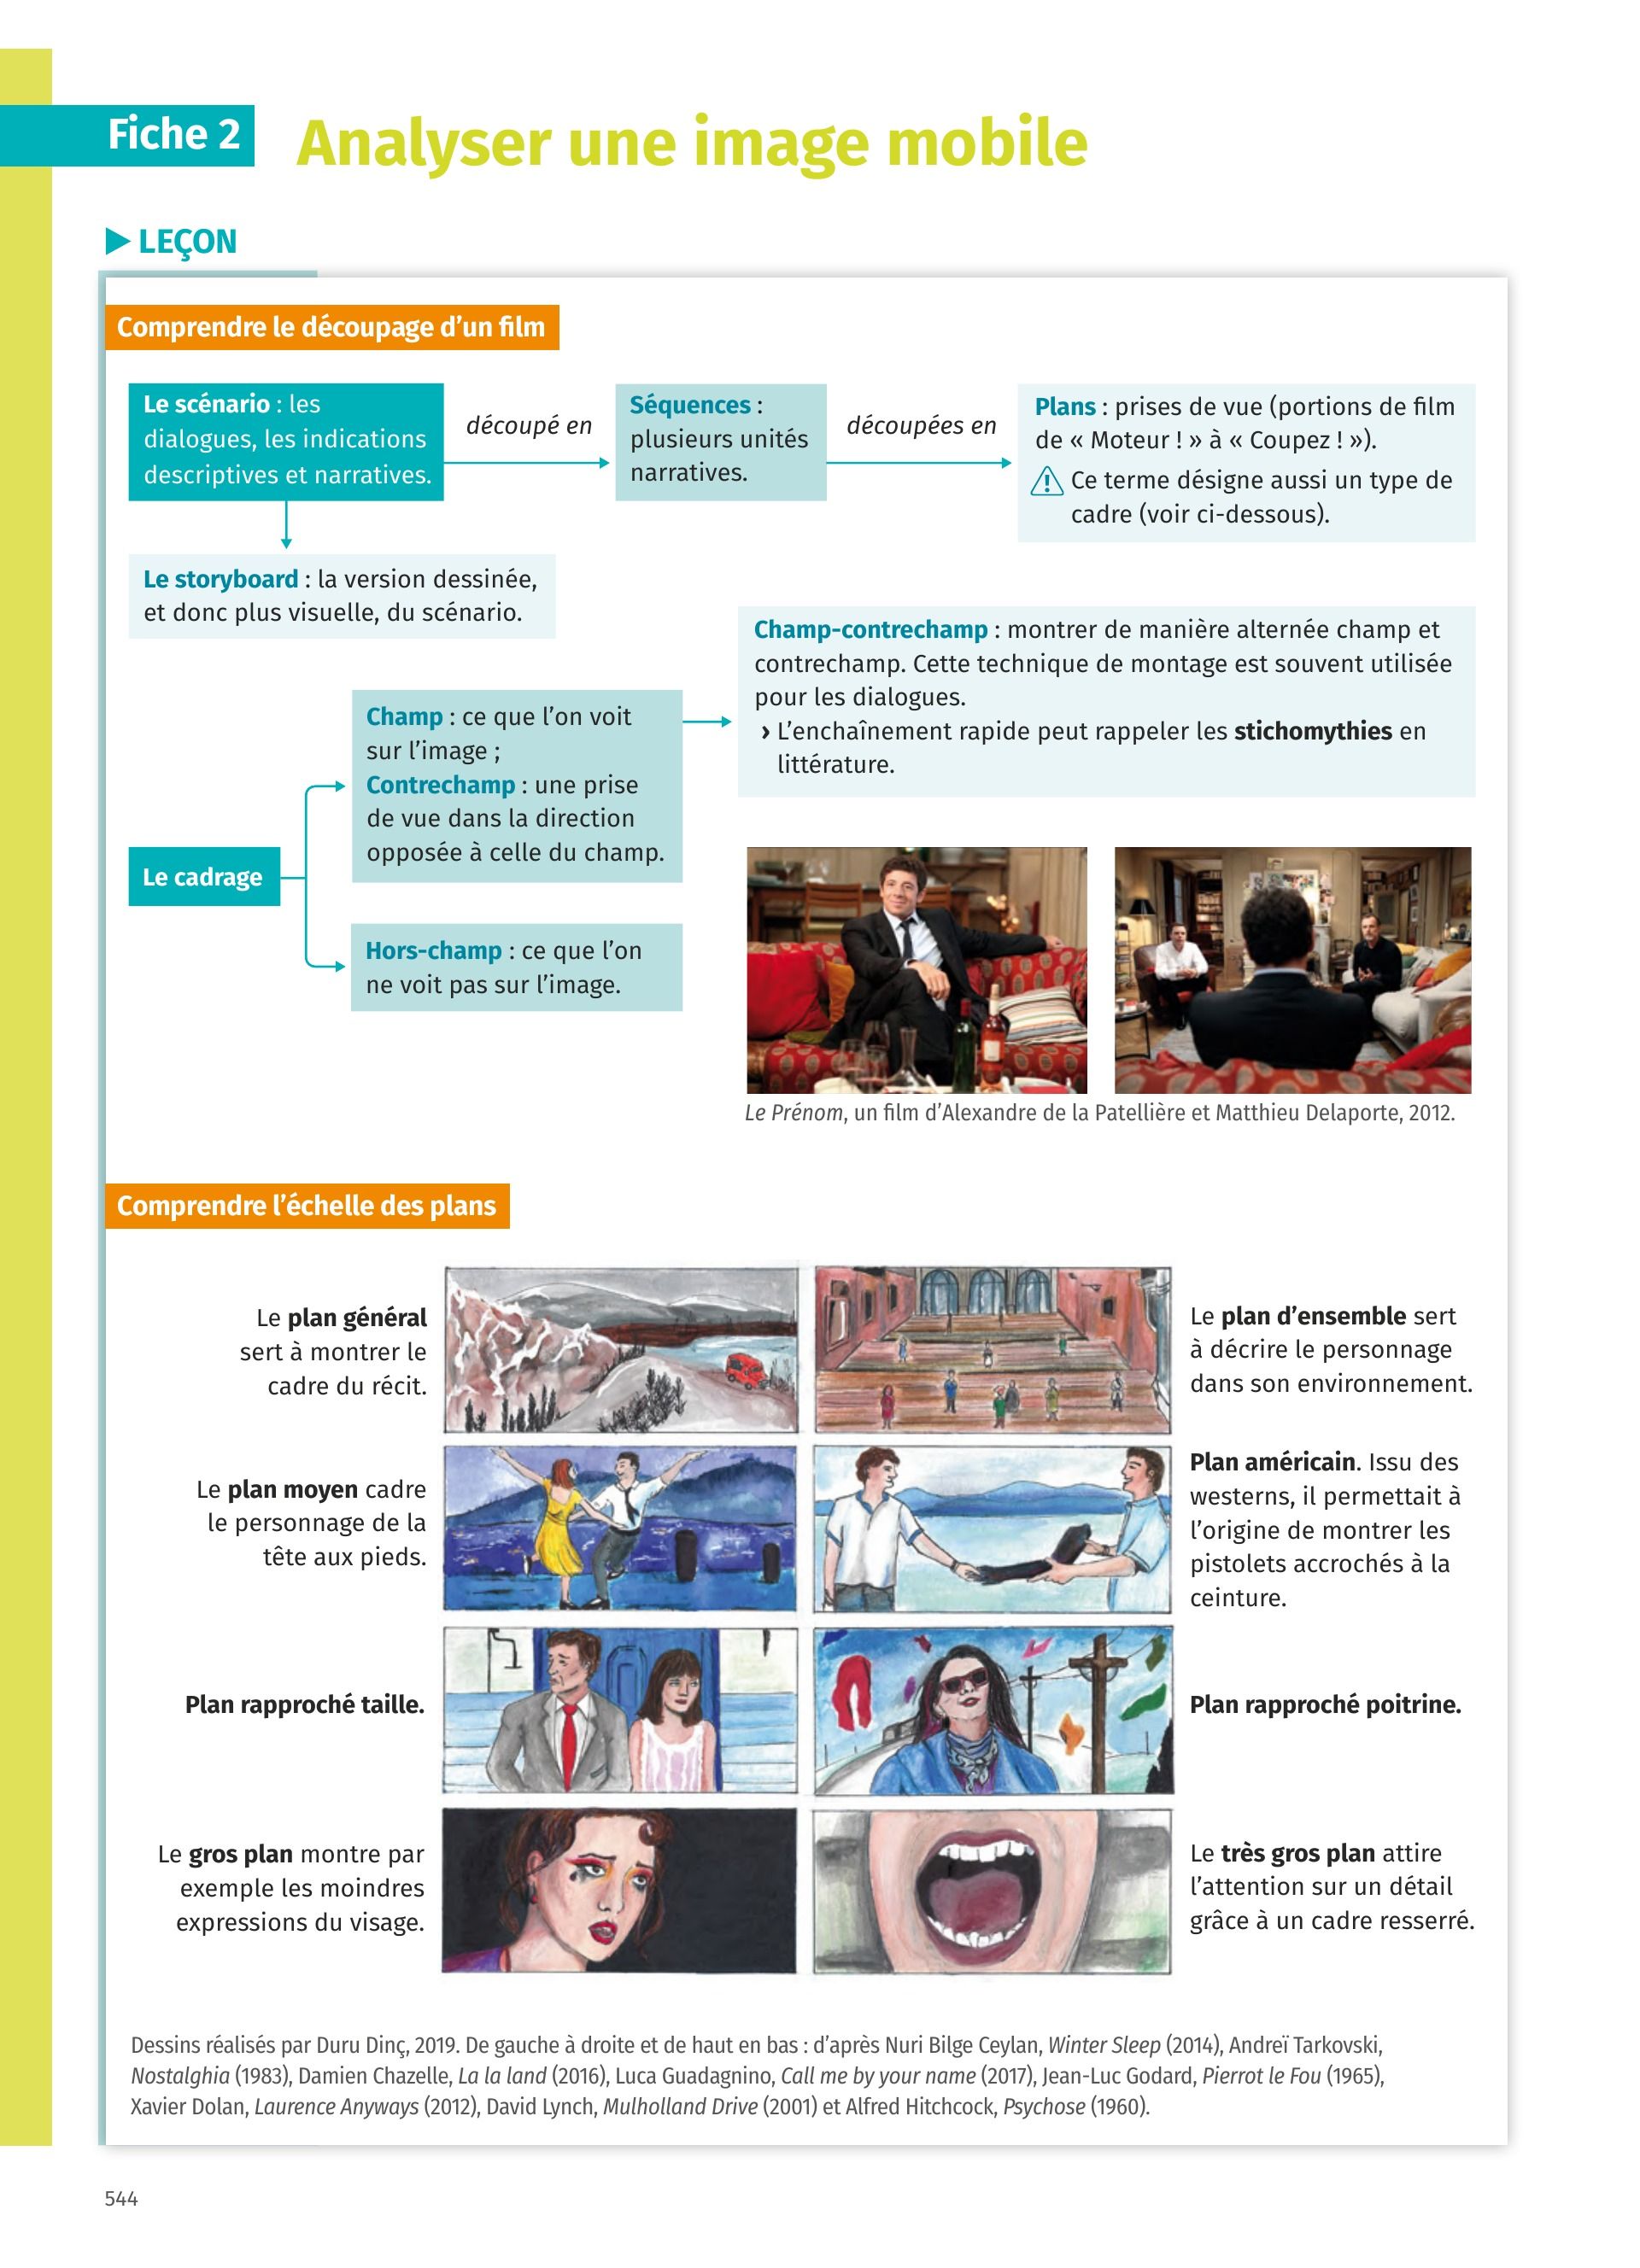 Fiche 2
Analyser une image mobile
LEÇON
Comprendre le découpage d’un film
Le scénario : les
dialogues, les indications
descriptives et narratives.
découpé en
Séquences :
plusieurs unités
narratives.
découpées en
Plans : prises de vue (portions de film
de « Moteur ! » à « Coupez ! »).
Ce terme désigne aussi un type de
cadre (voir ci-dessous).
Le storyboard : la version dessinée,
et donc plus visuelle, du scénario.
Le cadrage
Champ : ce que l’on voit
sur l’image ;
Contrechamp : une prise
de vue dans la direction
opposée à celle du champ.
Hors-champ : ce que l’on
ne voit pas sur l’image.
Champ-contrechamp : montrer de manière alternée champ et
contrechamp. Cette technique de montage est souvent utilisée
pour les dialogues.
› L’enchaînement rapide peut rappeler les stichomythies en
littérature.
Le Prénom, un film d’Alexandre de la Patellière et Matthieu Delaporte, 2012.
Comprendre l’échelle des plans
Le plan général
sert à montrer le
cadre du récit.
Le plan d’ensemble sert
à décrire le personnage
dans son environnement.
Le plan moyen cadre
le personnage de la
tête aux pieds.
Plan américain. Issu des
westerns, il permettait à
l’origine de montrer les
pistolets accrochés à la
ceinture.
Plan rapproché taille.
Plan rapproché poitrine.
Le gros plan montre par
exemple les moindres
expressions du visage.
Le très gros plan attire
l’attention sur un détail
grâce à un cadre resserré.
Dessins réalisés par Duru Dinç, 2019. De gauche à droite et de haut en bas : d’après Nuri Bilge Ceylan, Winter Sleep (2014), Andreï Tarkovski,
Nostalghia (1983), Damien Chazelle, La la land (2016), Luca Guadagnino, Call me by your name (2017), Jean-Luc Godard, Pierrot le Fou (1965),
Xavier Dolan, Laurence Anyways (2012), David Lynch, Mulholland Drive (2001) et Alfred Hitchcock, Psychose (1960).
544